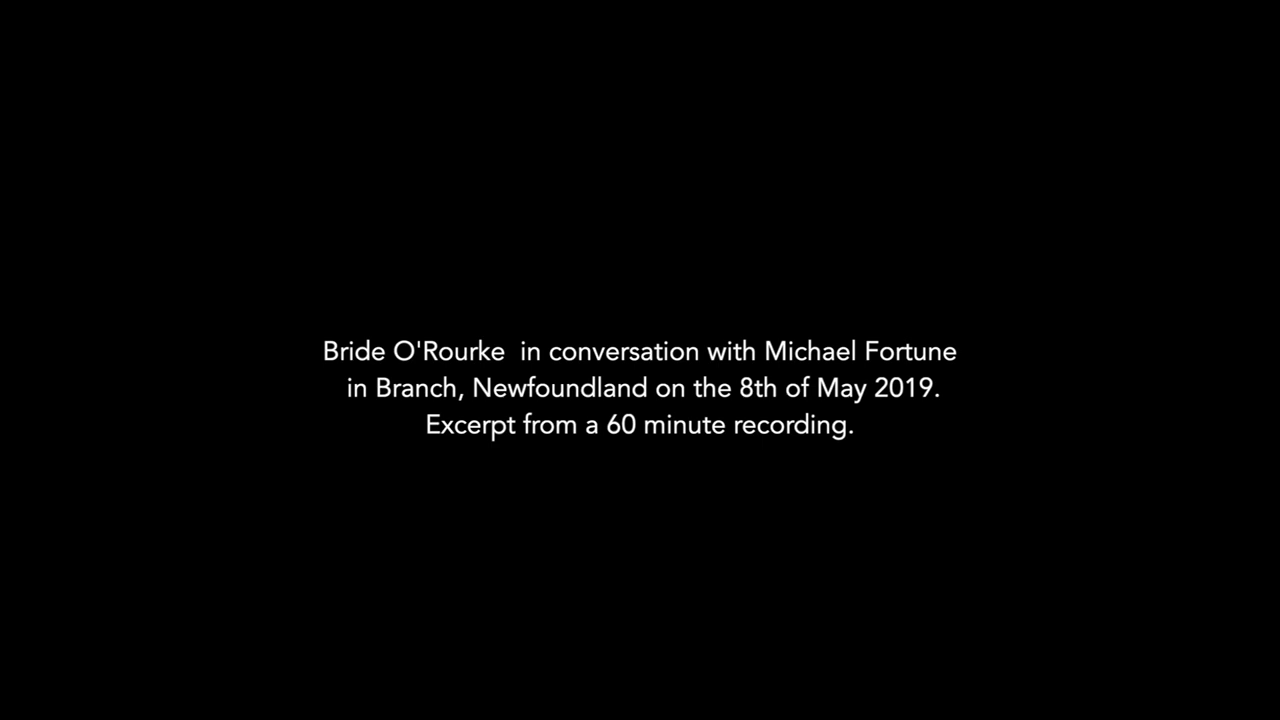 Bride O'Rourke  in conversation with Michael Fortune
in Branch, Newfoundland on the 8th of May 2019.
Excerpt from a 60 minute recording.